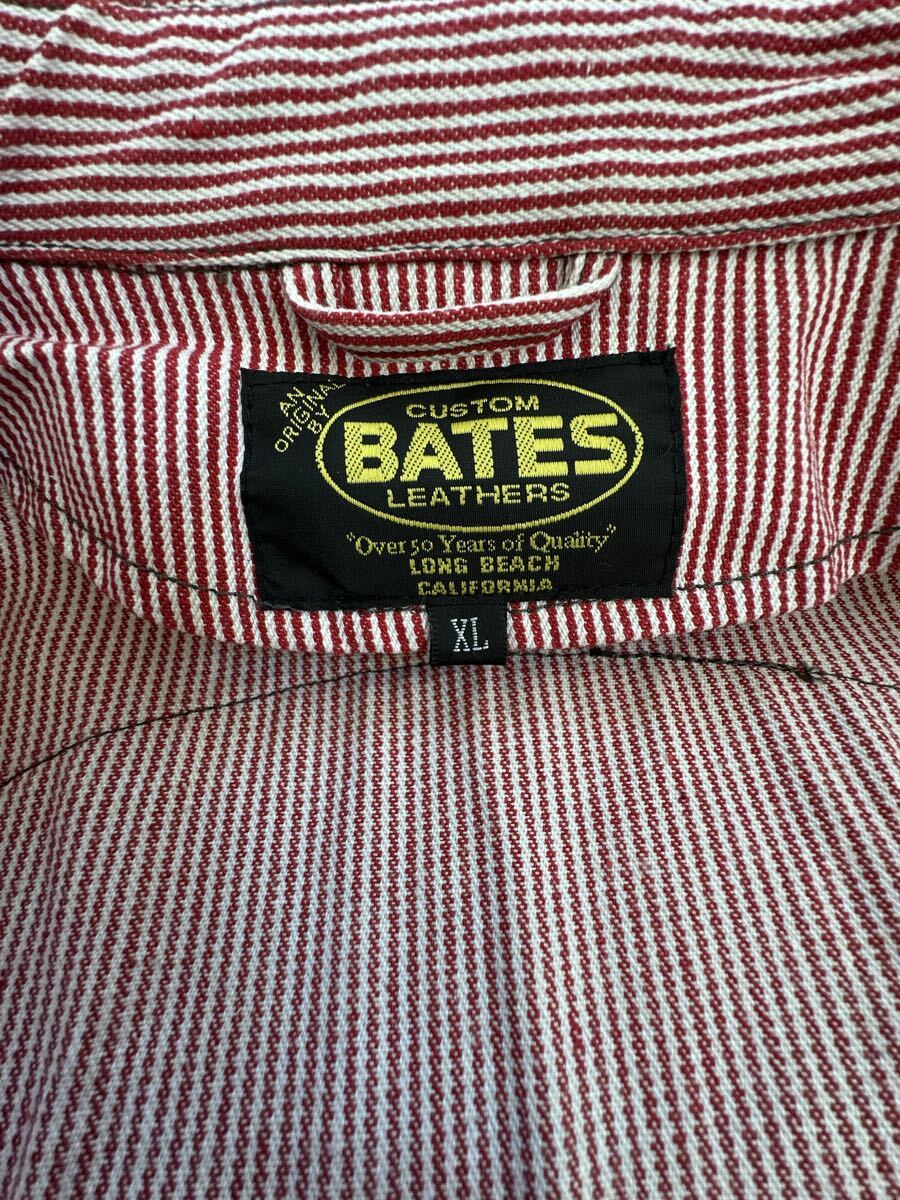 AN
ORIGINAL
BY
CUSTOM
BATES
LEATHERS
"Over 50 Years of Quality"
LONG BEACH
CALIFORNIA
XL